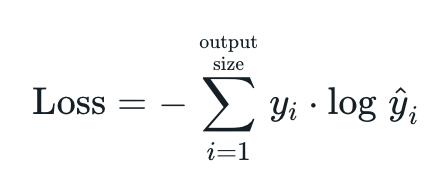 output
size
Loss = − ∑ yᵢ · log ŷᵢ
i=1